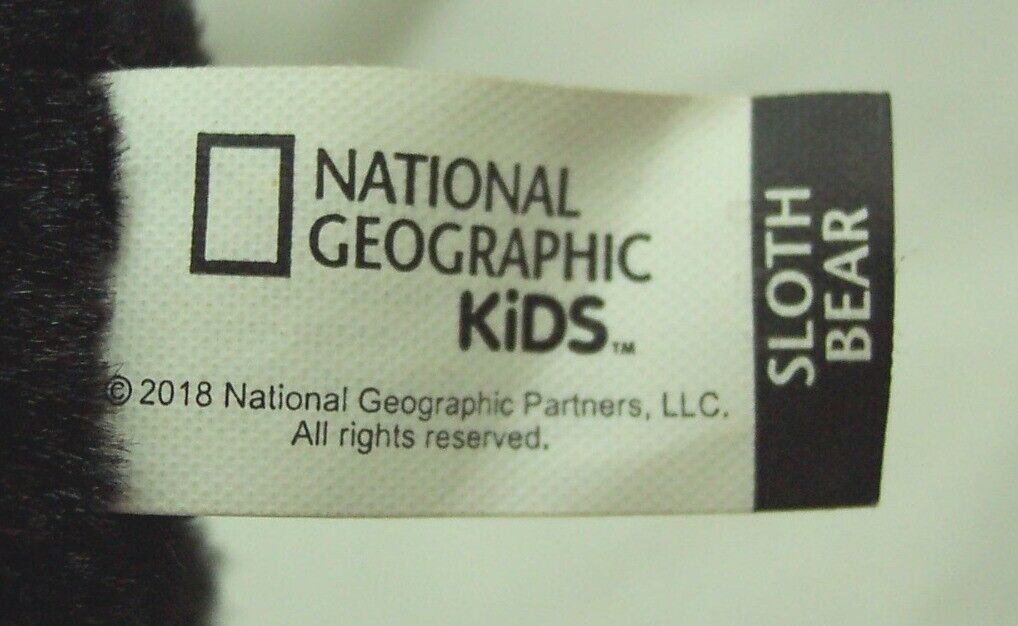 NATIONAL
GEOGRAPHIC
KiDS™
© 2018 National Geographic Partners, LLC.
All rights reserved.
SLOTH
BEAR